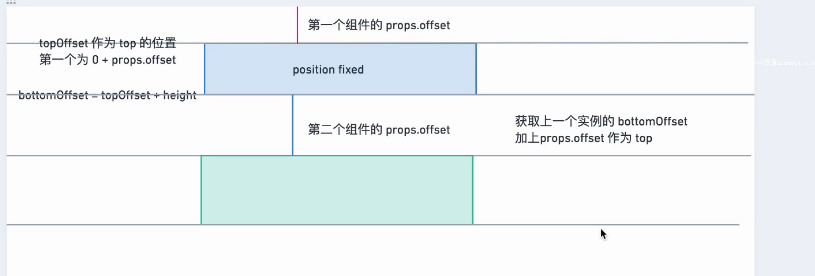 第一个组件的 props.offset
topOffset 作为 top 的位置
第一个为 0 + props.offset
position fixed
bottomOffset = topOffset + height
第二个组件的 props.offset
获取上一个实例的 bottomOffset
加上props.offset 作为 top